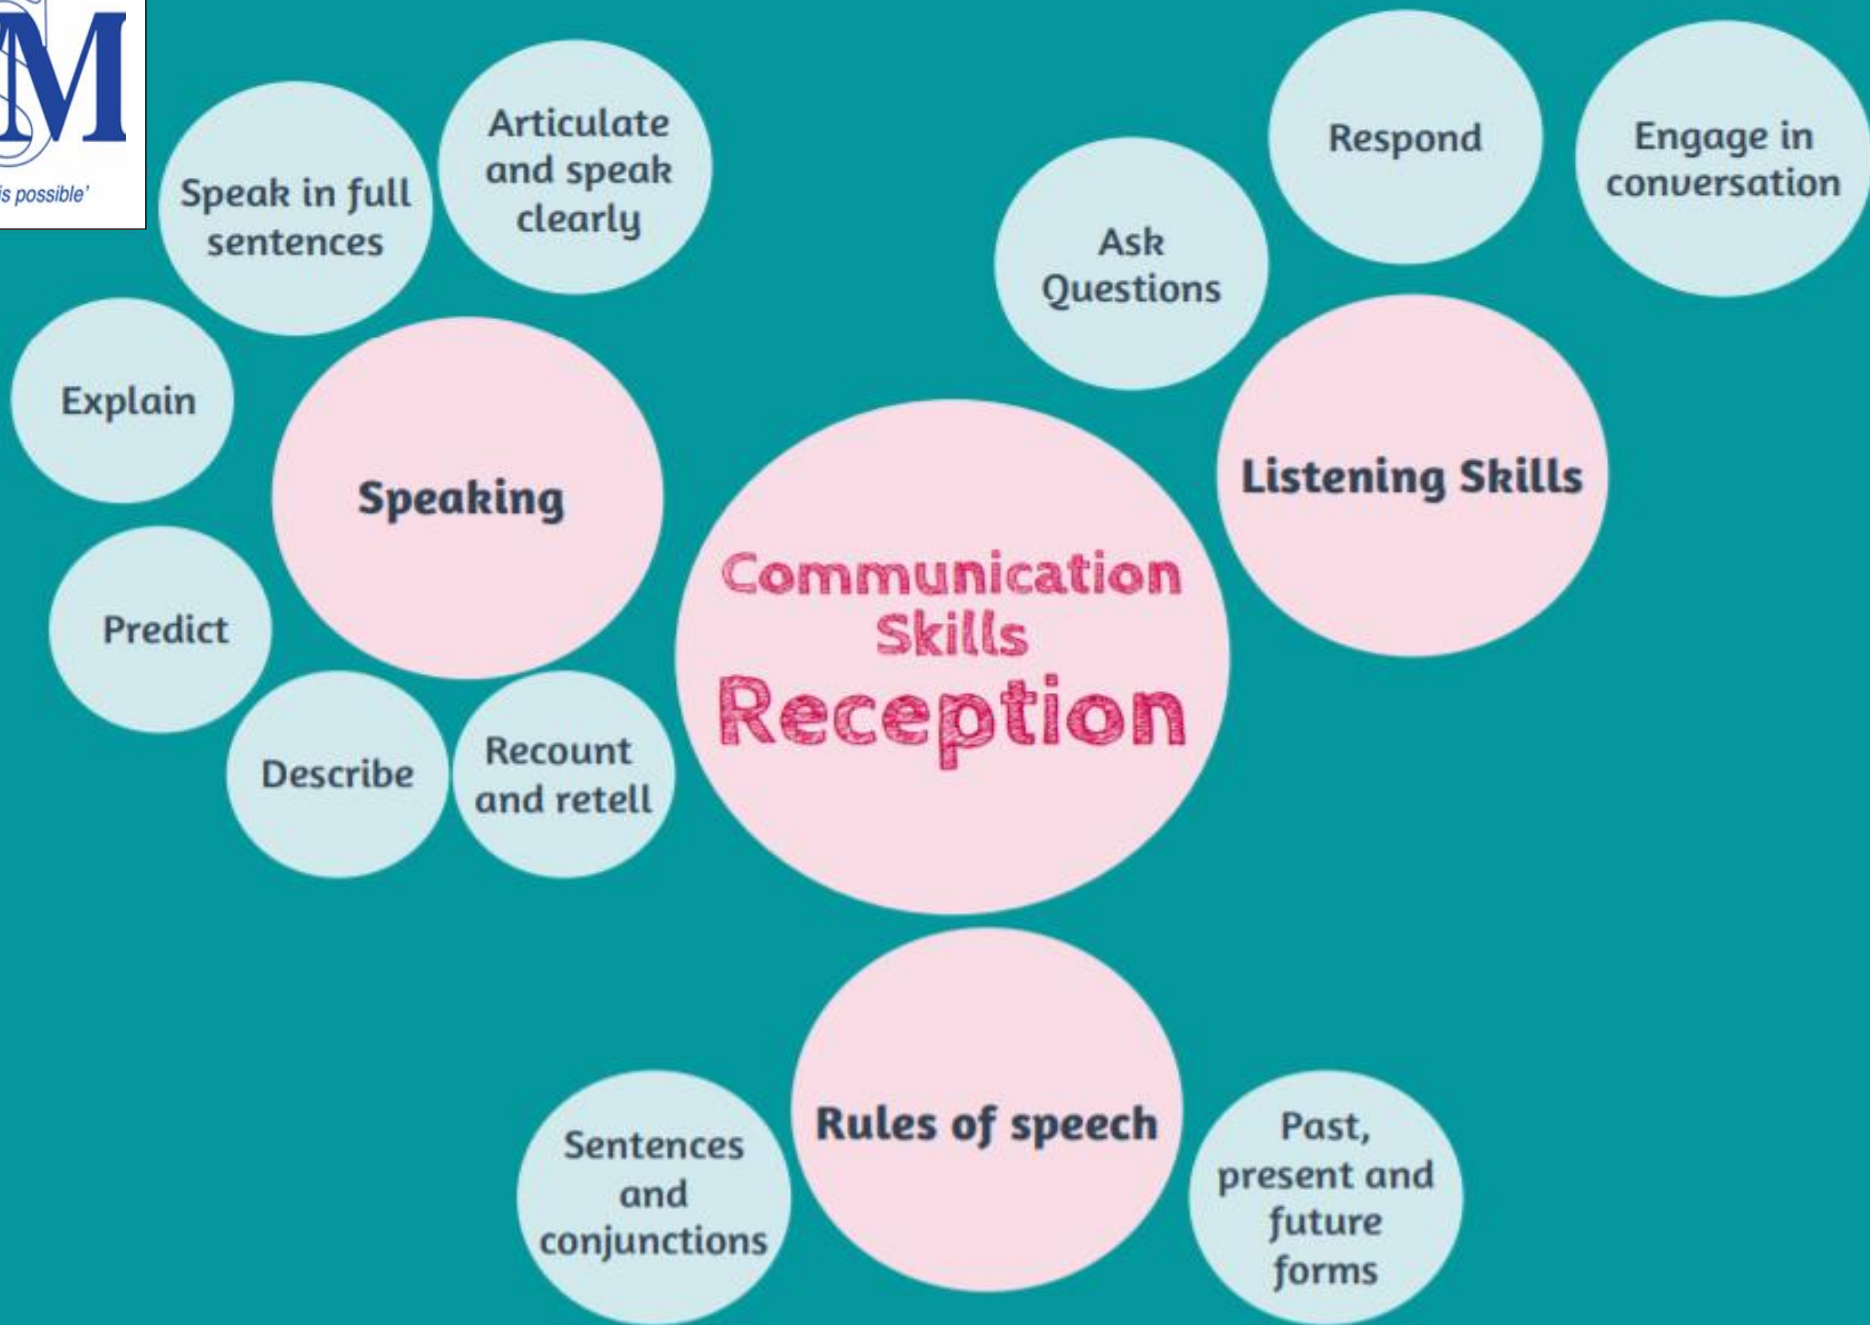 M
is possible'
Articulate
and speak
clearly
Speak in full
sentences
Explain
Speaking
Predict
Describe
Recount
and retell
Respond
Engage in
conversation
Ask
Questions
Listening Skills
Communication
Skills
Reception
Rules of speech
Sentences
and
conjunctions
Past,
present and
future
forms